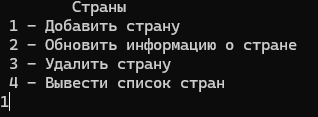 Страны
1 – Добавить страну
2 – Обновить информацию о стране
3 – Удалить страну
4 – Вывести список стран
1